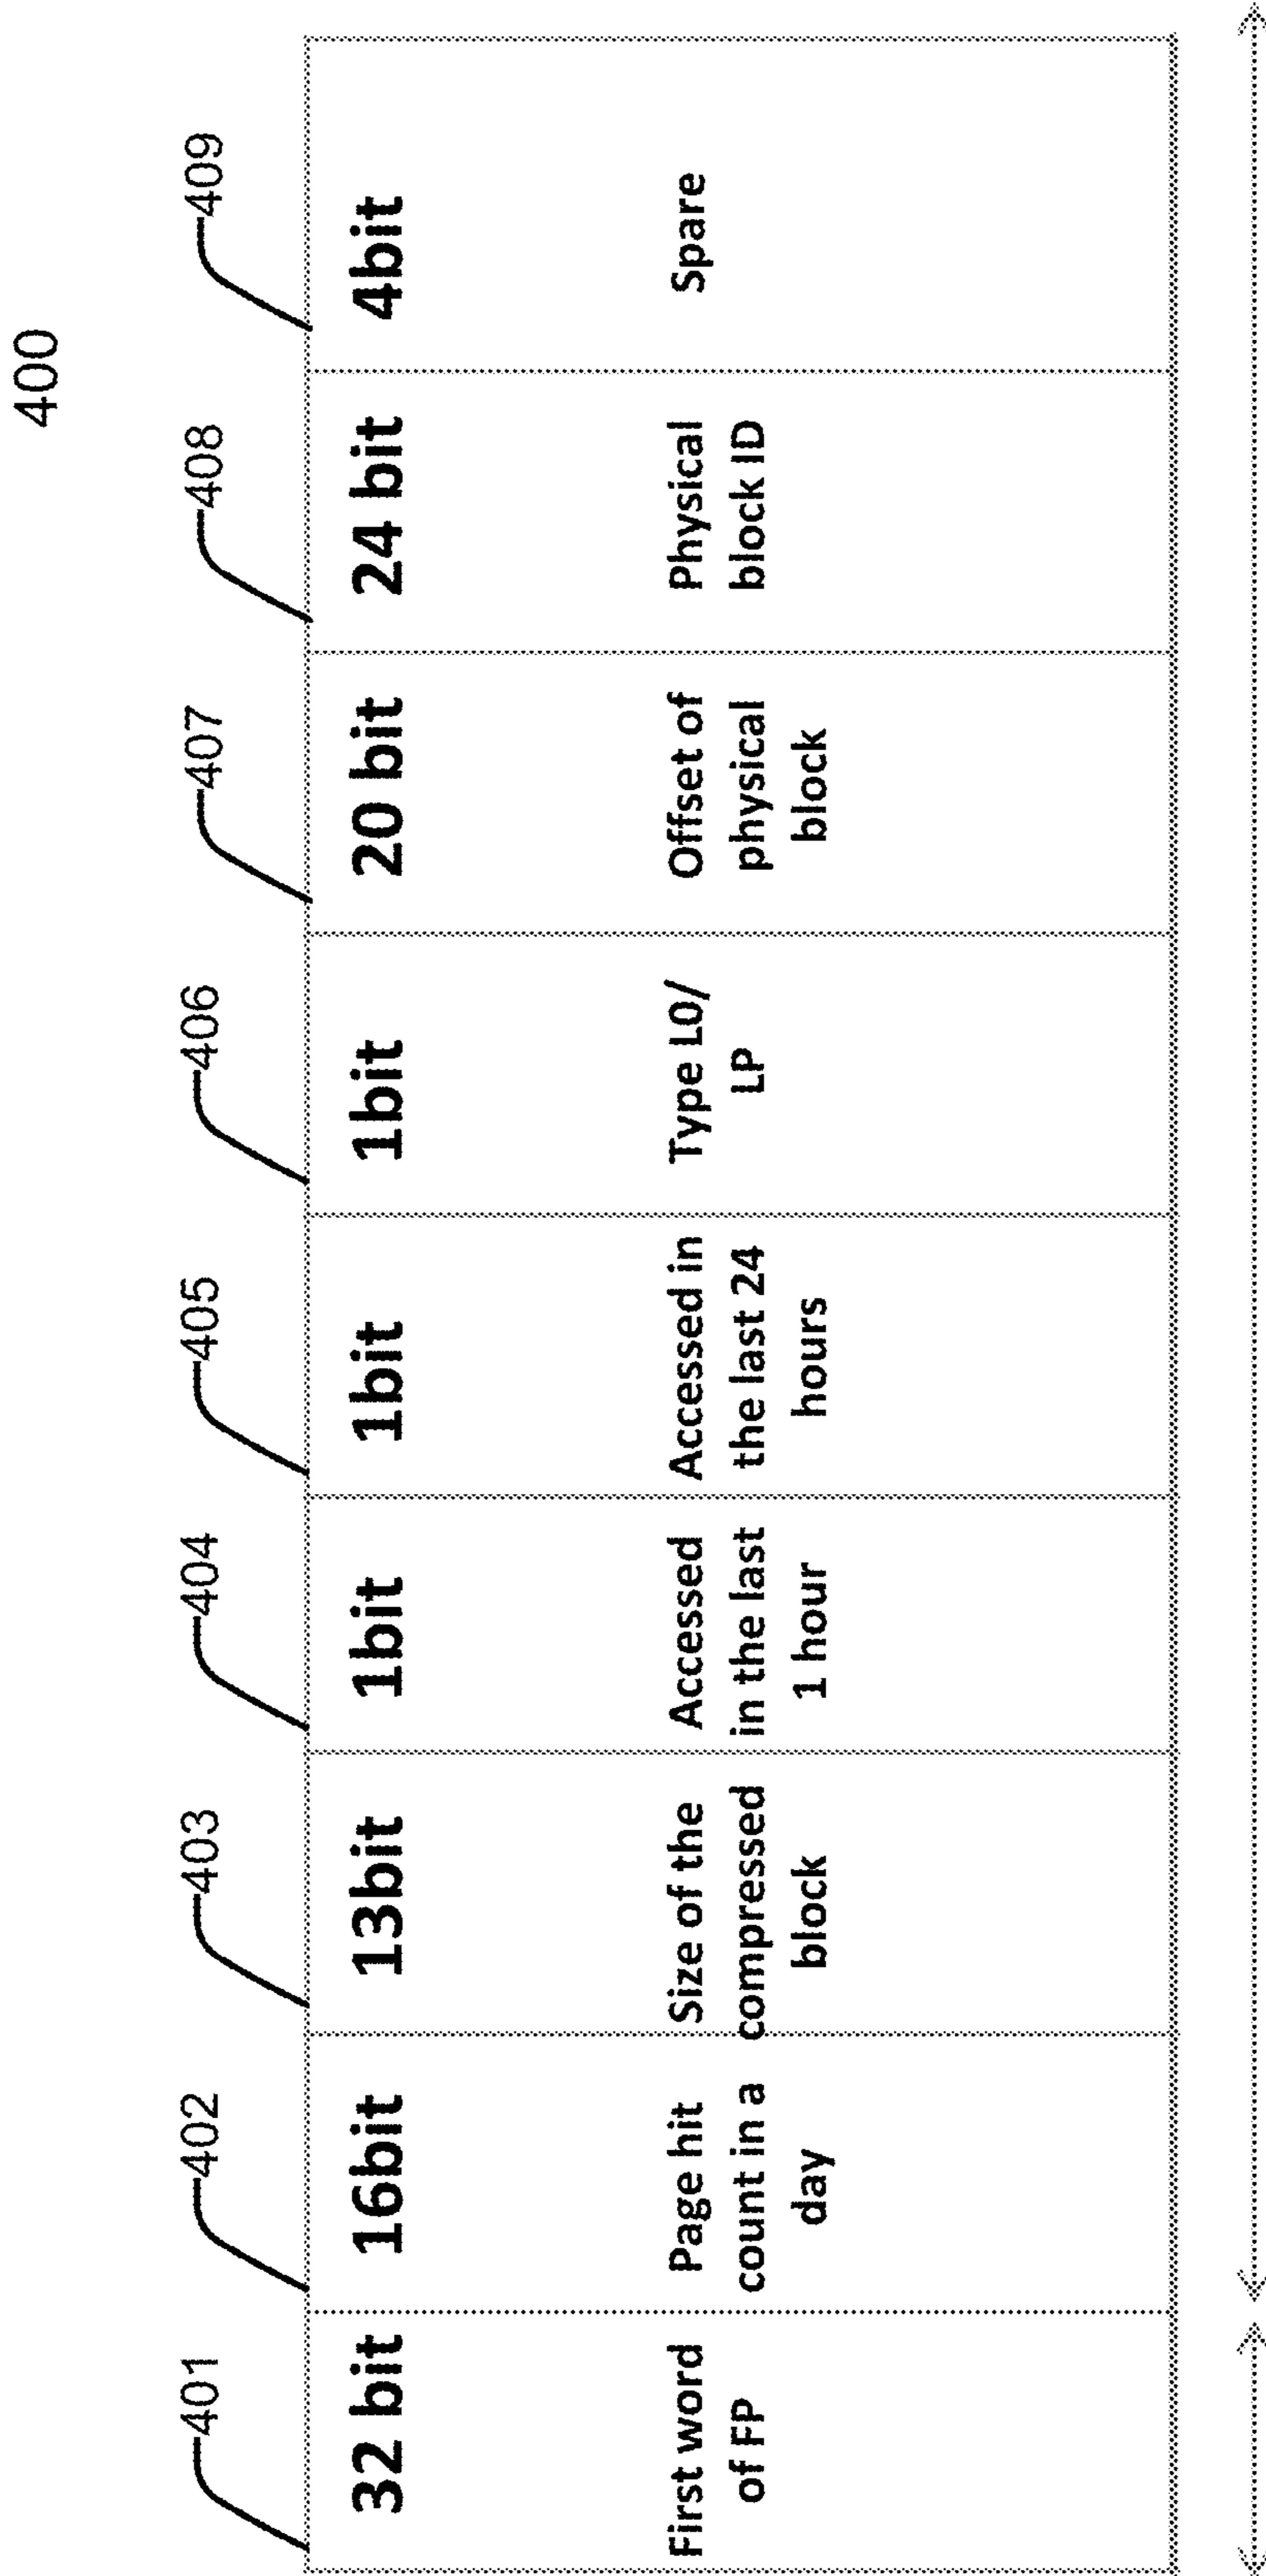 400
401
402
403
404
405
406
407
408
409
32 bit
16bit
13bit
1bit
1bit
1bit
20 bit
24 bit
4bit
First word
of FP
Page hit
count in a
day
Size of the
compressed
block
Accessed
in the last
1 hour
Accessed in
the last 24
hours
Type L0/
LP
Offset of
physical
block
Physical
block ID
Spare